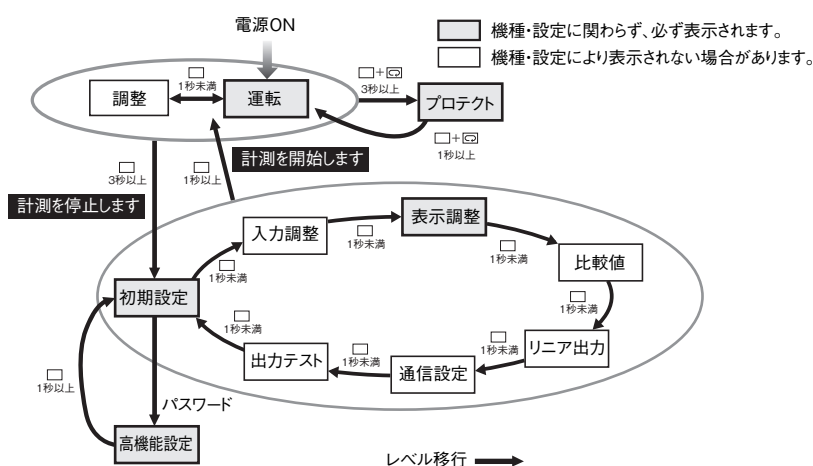 電源ON
機種・設定に関わらず、必ず表示されます。
機種・設定により表示されない場合があります。
調整
1秒未満
運転
3秒以上
プロテクト
1秒以上
計測を開始します
3秒以上
1秒以上
計測を停止します
入力調整
1秒未満
表示調整
1秒未満
比較値
1秒未満
初期設定
1秒未満
1秒未満
出力テスト
1秒未満
通信設定
1秒未満
リニア出力
1秒以上
パスワード
高機能設定
レベル移行